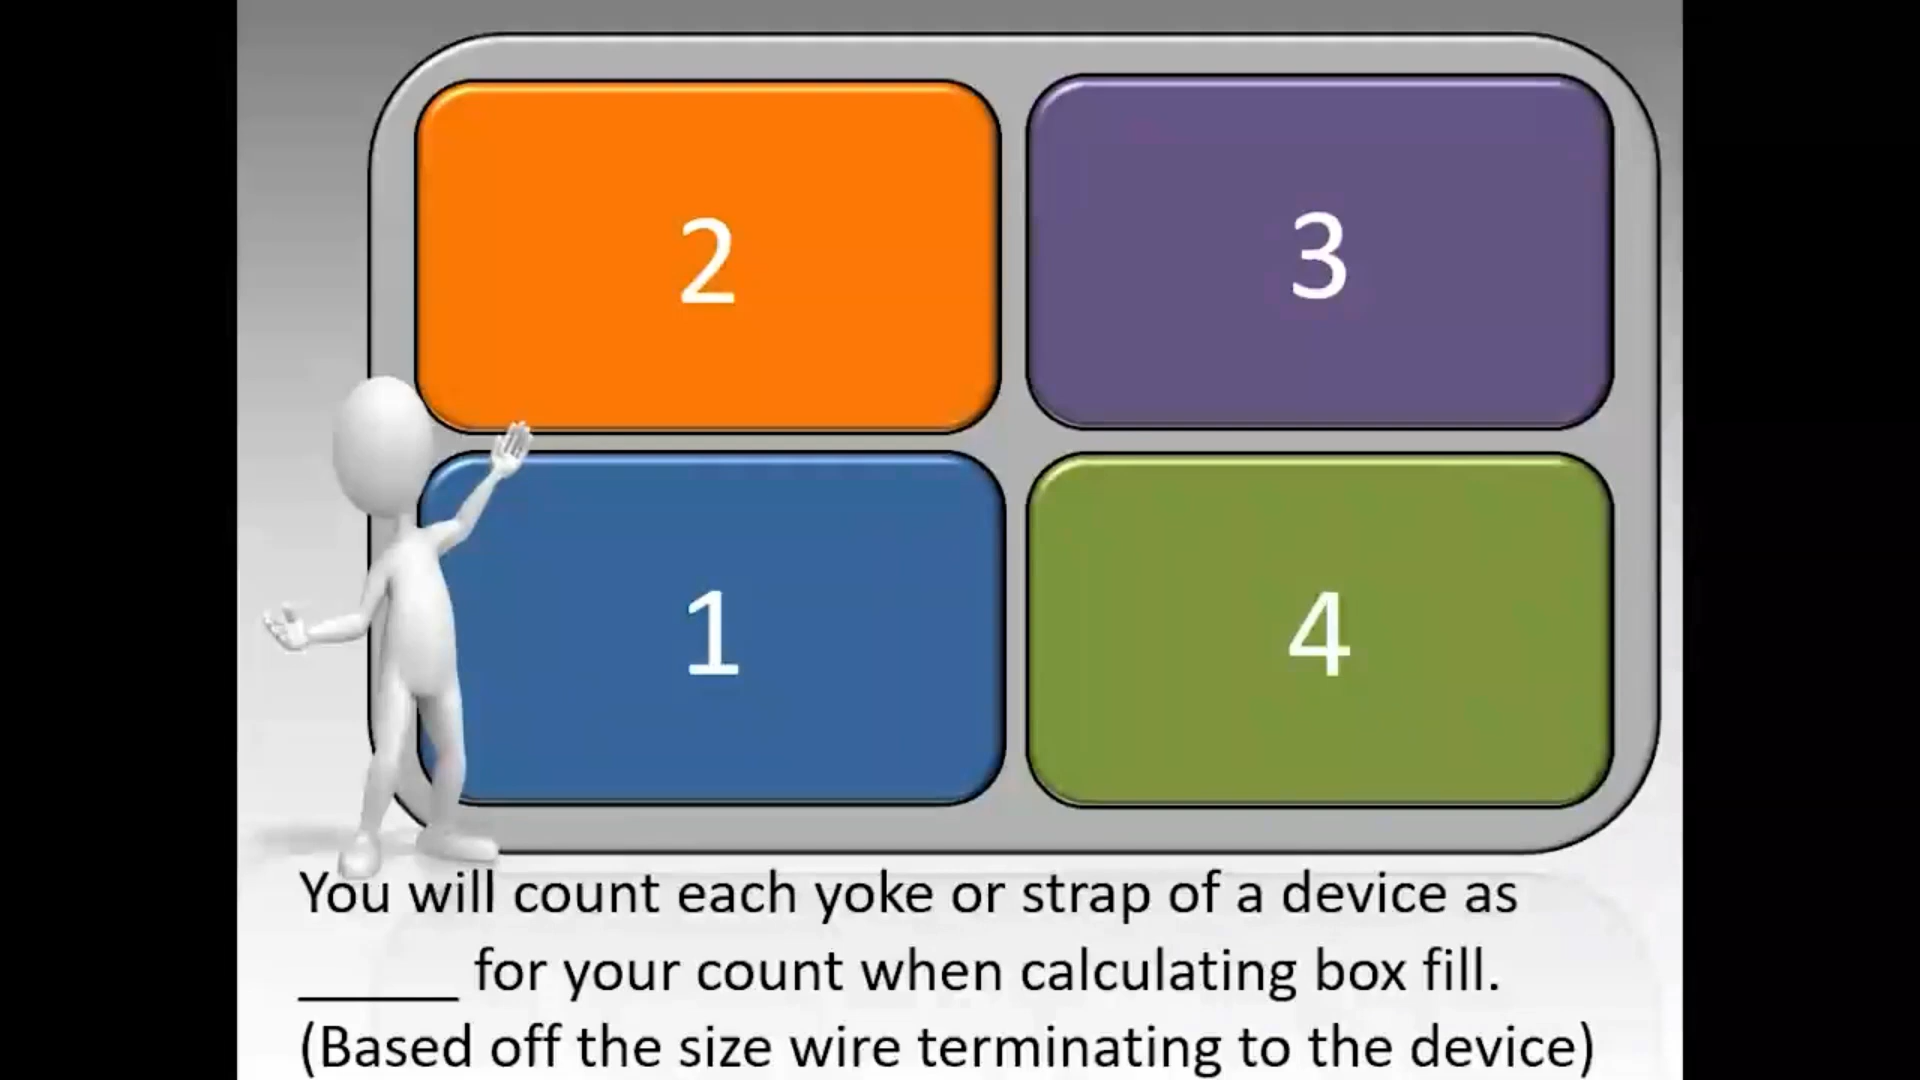 2
3
1
4
You will count each yoke or strap of a device as
_____ for your count when calculating box fill.
(Based off the size wire terminating to the device)